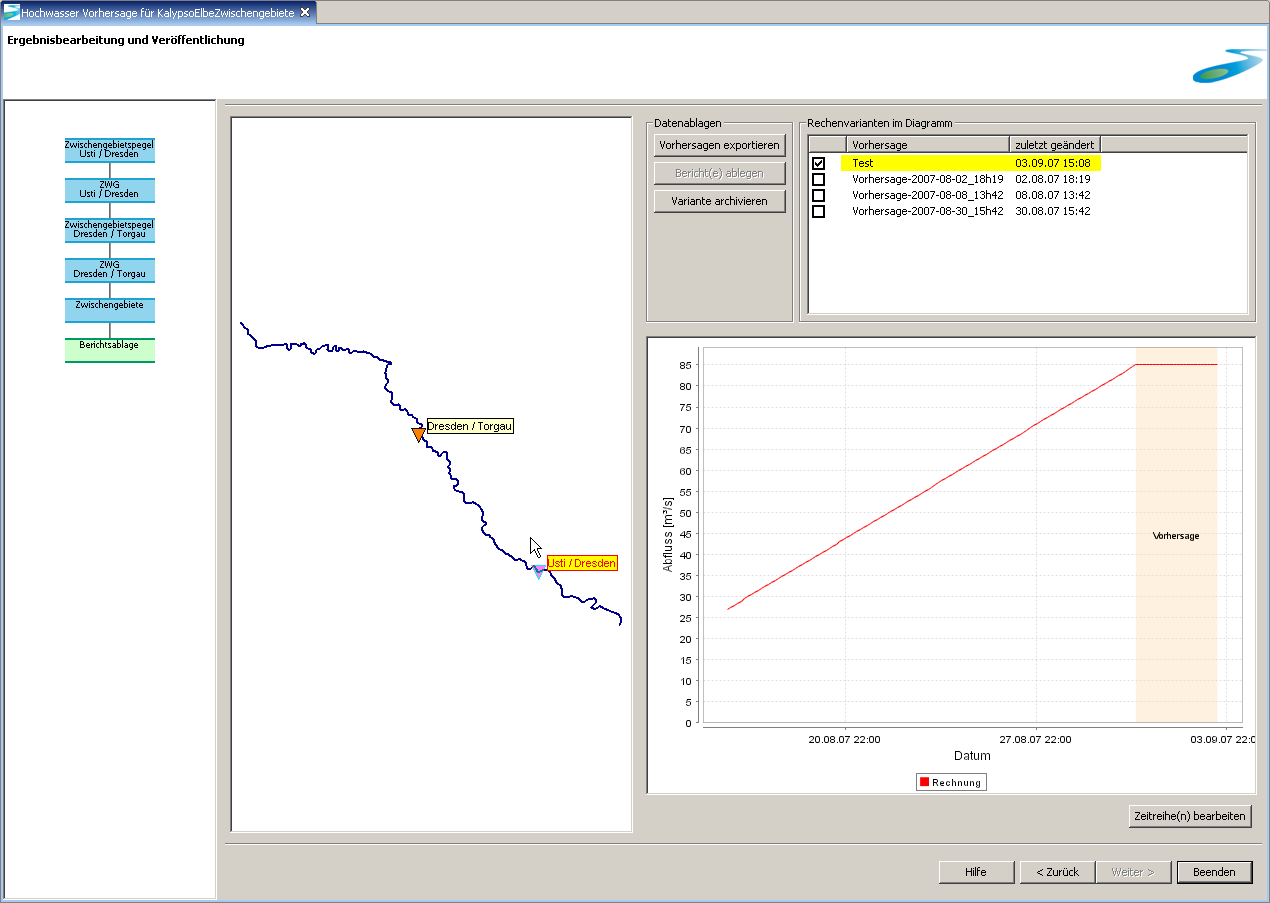 Hochwasser Vorhersage für KalypsoElbeZwischengebiete
Ergebnisbearbeitung und Veröffentlichung
Zwischengebietspegel
Usti / Dresden
ZWG
Usti / Dresden
Zwischengebietspegel
Dresden / Torgau
ZWG
Dresden / Torgau
Zwischengebiete
Berichtsablage
Dresden / Torgau
Usti / Dresden
Datenablagen
Vorhersagen exportieren
Bericht(e) ablegen
Variante archivieren
Rechenvarianten im Diagramm
Vorhersage zuletzt geändert
Test 03.09.07 15:08
Vorhersage-2007-08-02_18h19 02.08.07 18:19
Vorhersage-2007-08-08_13h42 08.08.07 13:42
Vorhersage-2007-08-30_15h42 30.08.07 15:42
Abfluss [m³/s]
85
80
75
70
65
60
55
50
45
40
35
30
25
20
15
10
5
0
Vorhersage
20.08.07 22:00 27.08.07 22:00 03.09.07 22:0
Datum
Rechnung
Zeitreihe(n) bearbeiten
Hilfe < Zurück Weiter > Beenden